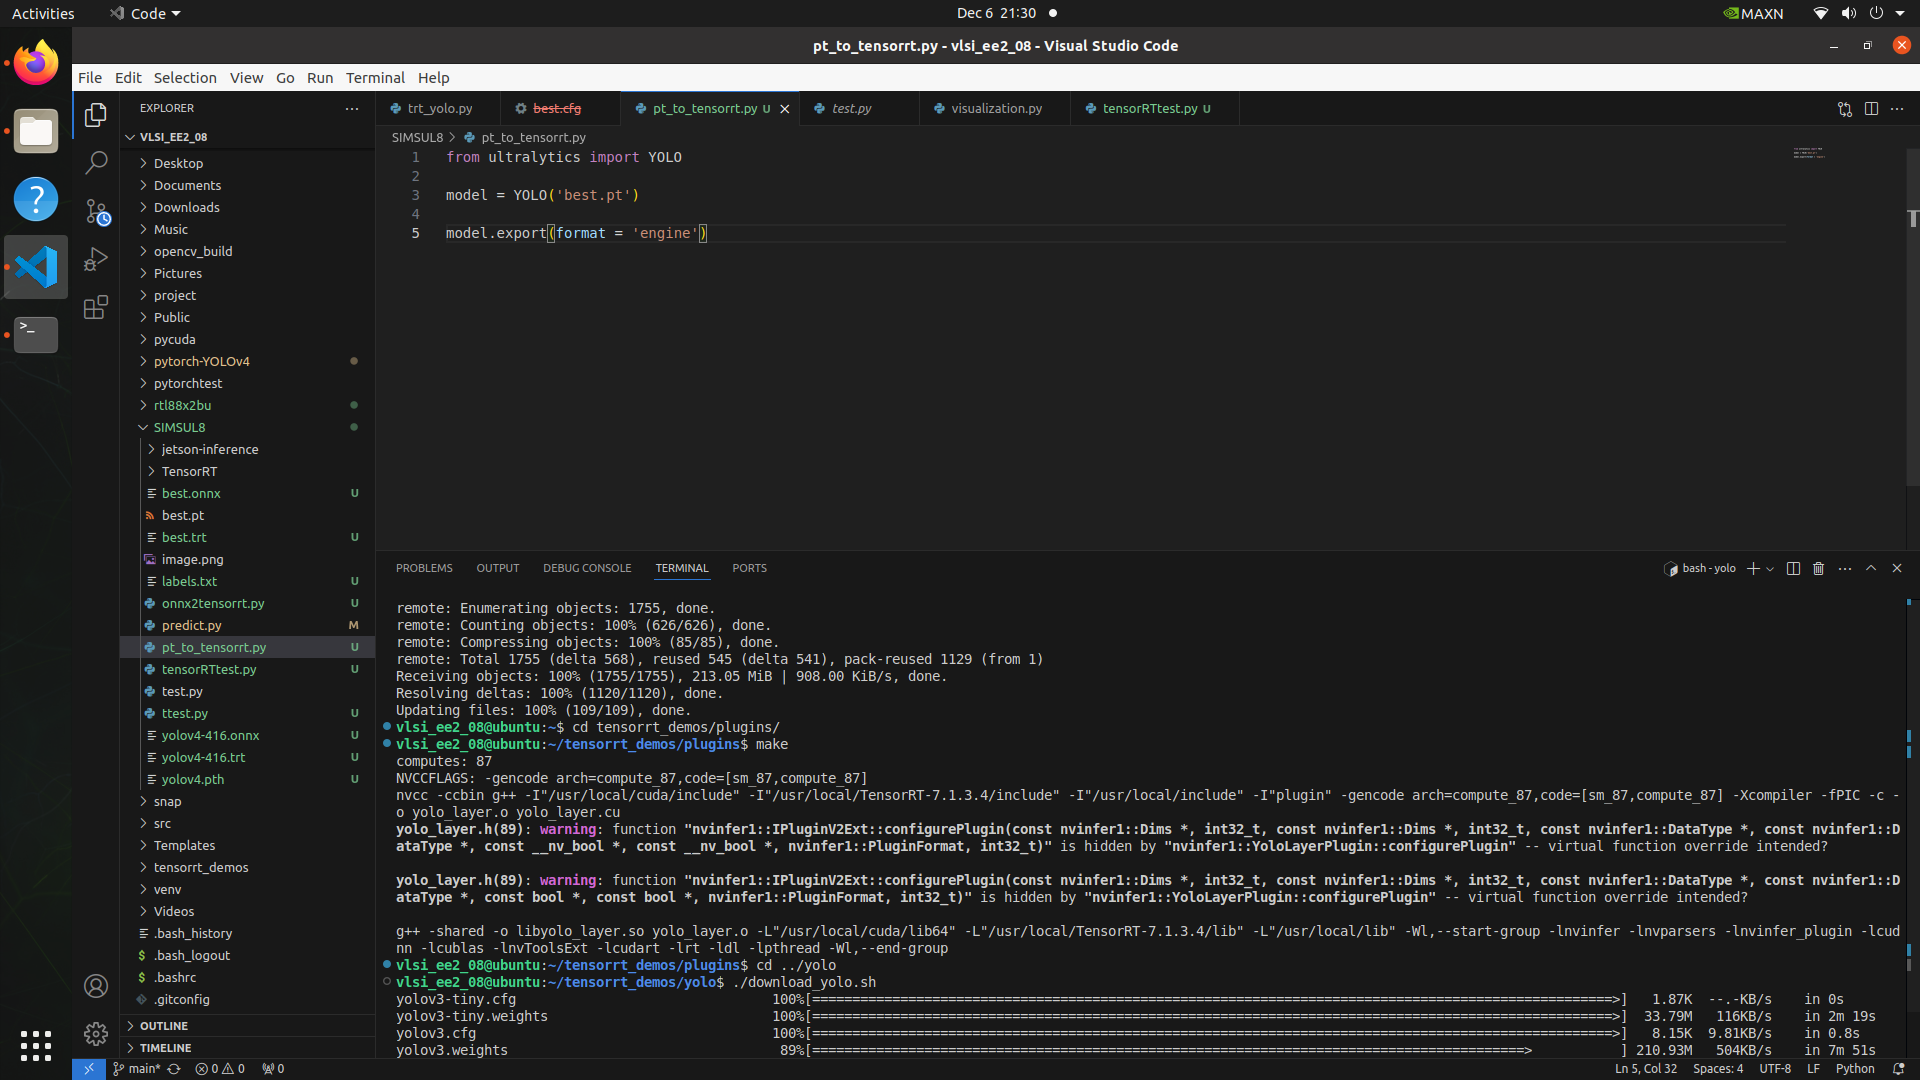 Activities
Code
Dec 6 21:30
MAXN
pt_to_tensorrt.py - vlsi_ee2_08 - Visual Studio Code
File Edit Selection View Go Run Terminal Help
EXPLORER
VLSI_EE2_08
Desktop
Documents
Downloads
Music
opencv_build
Pictures
project
Public
pycuda
pytorch-YOLOv4
pytorchtest
rtl88x2bu
SIMSUL8
jetson-inference
TensorRT
best.onnx U
best.pt
best.trt U
image.png
labels.txt U
onnx2tensorrt.py U
predict.py M
pt_to_tensorrt.py U
tensorRTtest.py U
test.py
ttest.py U
yolov4-416.onnx U
yolov4-416.trt U
yolov4.pth U
snap
src
Templates
tensorrt_demos
venv
Videos
.bash_history
.bash_logout
.bashrc
.gitconfig
OUTLINE
TIMELINE
trt_yolo.py best.cfg pt_to_tensorrt.py U test.py visualization.py tensorRTtest.py U
SIMSUL8 > pt_to_tensorrt.py
1 from ultralytics import YOLO
2
3 model = YOLO('best.pt')
4
5 model.export(format = 'engine')
PROBLEMS OUTPUT DEBUG CONSOLE TERMINAL PORTS
bash - yolo
remote: Enumerating objects: 1755, done.
remote: Counting objects: 100% (626/626), done.
remote: Compressing objects: 100% (85/85), done.
remote: Total 1755 (delta 568), reused 545 (delta 541), pack-reused 1129 (from 1)
Receiving objects: 100% (1755/1755), 213.05 MiB | 908.00 KiB/s, done.
Resolving deltas: 100% (1120/1120), done.
Updating files: 100% (109/109), done.
vlsi_ee2_08@ubuntu:~$ cd tensorrt_demos/plugins/
vlsi_ee2_08@ubuntu:~/tensorrt_demos/plugins$ make
computes: 87
NVCCFLAGS: -gencode arch=compute_87,code=[sm_87,compute_87]
nvcc -ccbin g++ -I"/usr/local/cuda/include" -I"/usr/local/TensorRT-7.1.3.4/include" -I"/usr/local/include" -I"plugin" -gencode arch=compute_87,code=[sm_87,compute_87] -Xcompiler -fPIC -c -
o yolo_layer.o yolo_layer.cu
yolo_layer.h(89): warning: function "nvinfer1::IPluginV2Ext::configurePlugin(const nvinfer1::Dims *, int32_t, const nvinfer1::Dims *, int32_t, const nvinfer1::DataType *, const nvinfer1::D
ataType *, const __nv_bool *, const __nv_bool *, nvinfer1::PluginFormat, int32_t)" is hidden by "nvinfer1::YoloLayerPlugin::configurePlugin" -- virtual function override intended?
yolo_layer.h(89): warning: function "nvinfer1::IPluginV2Ext::configurePlugin(const nvinfer1::Dims *, int32_t, const nvinfer1::Dims *, int32_t, const nvinfer1::DataType *, const nvinfer1::D
ataType *, const bool *, const bool *, nvinfer1::PluginFormat, int32_t)" is hidden by "nvinfer1::YoloLayerPlugin::configurePlugin" -- virtual function override intended?
g++ -shared -o libyolo_layer.so yolo_layer.o -L"/usr/local/cuda/lib64" -L"/usr/local/TensorRT-7.1.3.4/lib" -L"/usr/local/lib" -Wl,--start-group -lnvinfer -lnvparsers -lnvinfer_plugin -lcud
nn -lcublas -lnvToolsExt -lcudart -lrt -ldl -lpthread -Wl,--end-group
vlsi_ee2_08@ubuntu:~/tensorrt_demos/plugins$ cd ../yolo
vlsi_ee2_08@ubuntu:~/tensorrt_demos/yolo$ ./download_yolo.sh
yolov3-tiny.cfg 100%[===================================================================================================>] 1.87K --.-KB/s in 0s
yolov3-tiny.weights 100%[===================================================================================================>] 33.79M 116KB/s in 2m 19s
yolov3.cfg 100%[===================================================================================================>] 8.15K 9.81KB/s in 0.8s
yolov3.weights 89%[========================================================================================> ] 210.93M 504KB/s in 7m 51s
main* 0 0 0
Ln 5, Col 32 Spaces: 4 UTF-8 LF Python